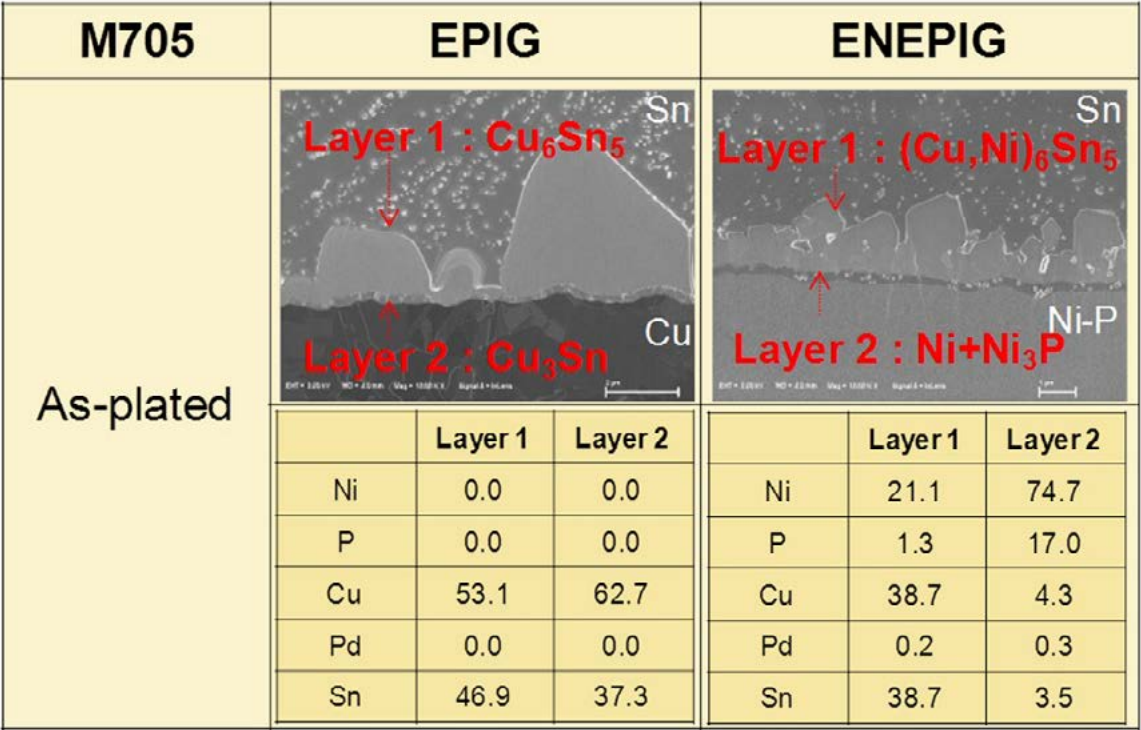 M705 EPIG ENEPIG
As-plated
Sn
Layer 1 : Cu₆Sn₅
Cu
Layer 2 : Cu₃Sn
Sn
Layer 1 : (Cu,Ni)₆Sn₅
Ni-P
Layer 2 : Ni+Ni₃P
Layer 1 Layer 2
Ni 0.0 0.0
P 0.0 0.0
Cu 53.1 62.7
Pd 0.0 0.0
Sn 46.9 37.3
Layer 1 Layer 2
Ni 21.1 74.7
P 1.3 17.0
Cu 38.7 4.3
Pd 0.2 0.3
Sn 38.7 3.5